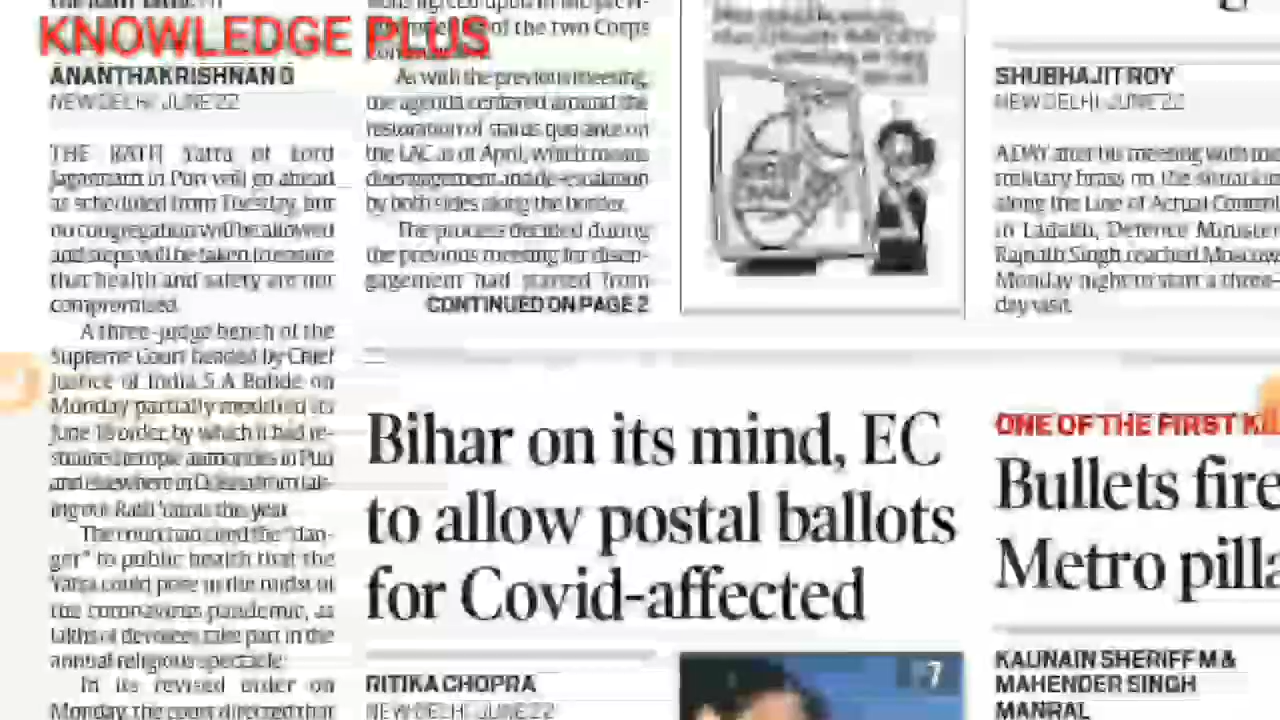 KNOWLEDGE PLUS
ANANTHAKRISHNAN G
NEW DELHI, JUNE 22
THE RATH Yatra of Lord
Jagannath in Puri will go ahead
as scheduled from Tuesday, but
no congregation will be allowed
and steps will be taken to ensure
that health and safety are not
compromised.
A three-judge bench of the
Supreme Court headed by Chief
Justice of India S A Bobde on
Monday partially modified its
June 18 order, by which it had re-
strained temple authorities in Puri
and elsewhere in Odisha from tak-
ing out Rath Yatras this year.
The court had cited the "dan-
ger" to public health that the
Yatra could pose in the midst of
the coronavirus pandemic, as
lakhs of devotees take part in the
annual religious spectacle.
In its revised order on
Monday, the court directed that
of the two Corps
As with the previous meeting,
the agenda centered around the
restoration of status quo ante on
the LAC as of April, which means
disengagement and de-escalation
by both sides along the border.
The process decided during
the previous meeting for disen-
gagement had started from
CONTINUED ON PAGE 2
SHUBHAJIT ROY
NEW DELHI, JUNE 22
A DAY after his meeting with
military brass on the situation
along the Line of Actual Control
in Ladakh, Defence Minister
Rajnath Singh reached Moscow
Monday night to start a three-
day visit.
Bihar on its mind, EC
to allow postal ballots
for Covid-affected
RITIKA CHOPRA
NEW DELHI, JUNE 22
7
ONE OF THE FIRST
Bullets fire
Metro pilla
KAUNAIN SHERIFF M &
MAHENDER SINGH
MANRAL